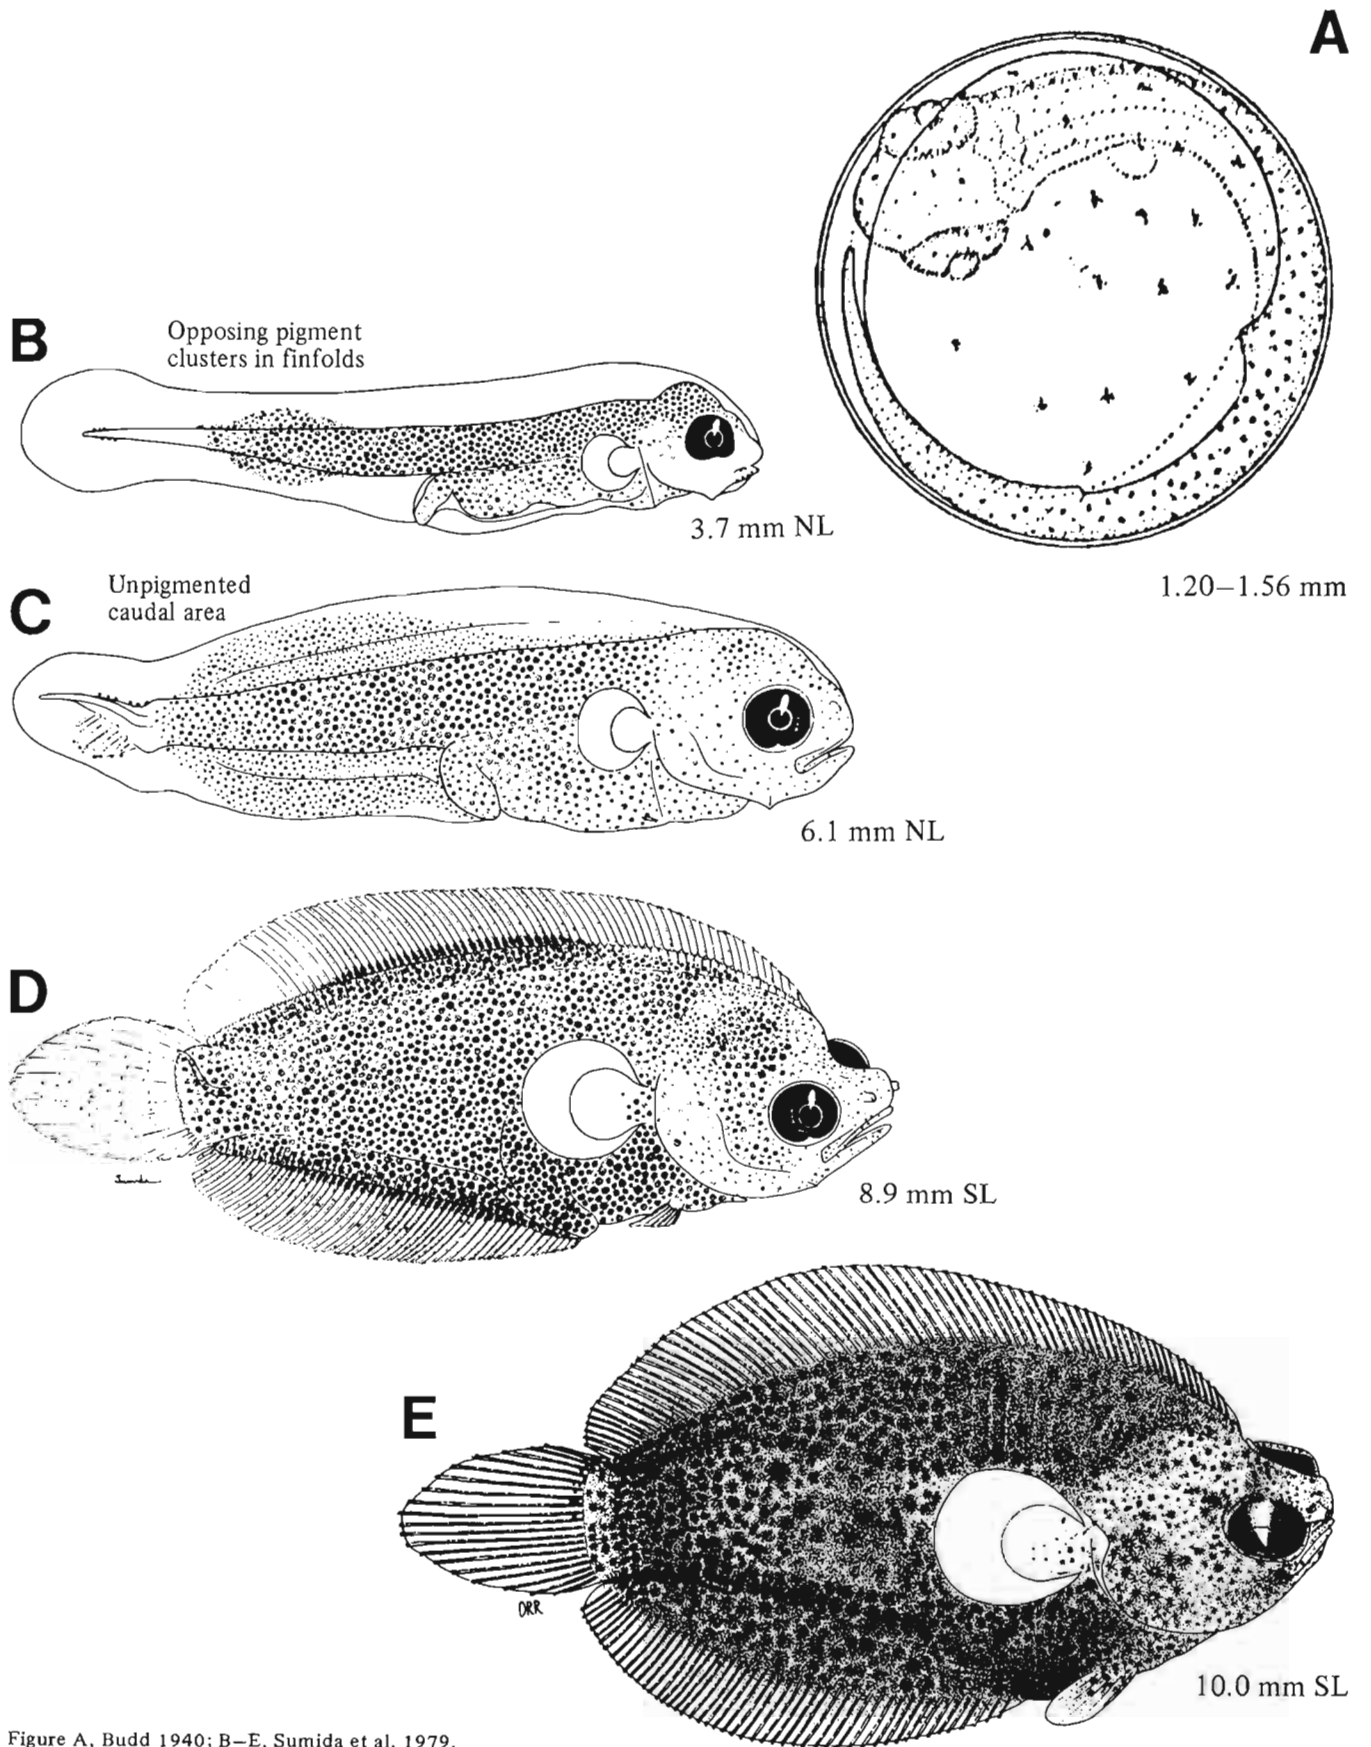 A
B
Opposing pigment
clusters in finfolds
3.7 mm NL
1.20–1.56 mm
C
Unpigmented
caudal area
6.1 mm NL
D
8.9 mm SL
E
ORR
10.0 mm SL
Figure A, Budd 1940; B–E, Sumida et al. 1979.